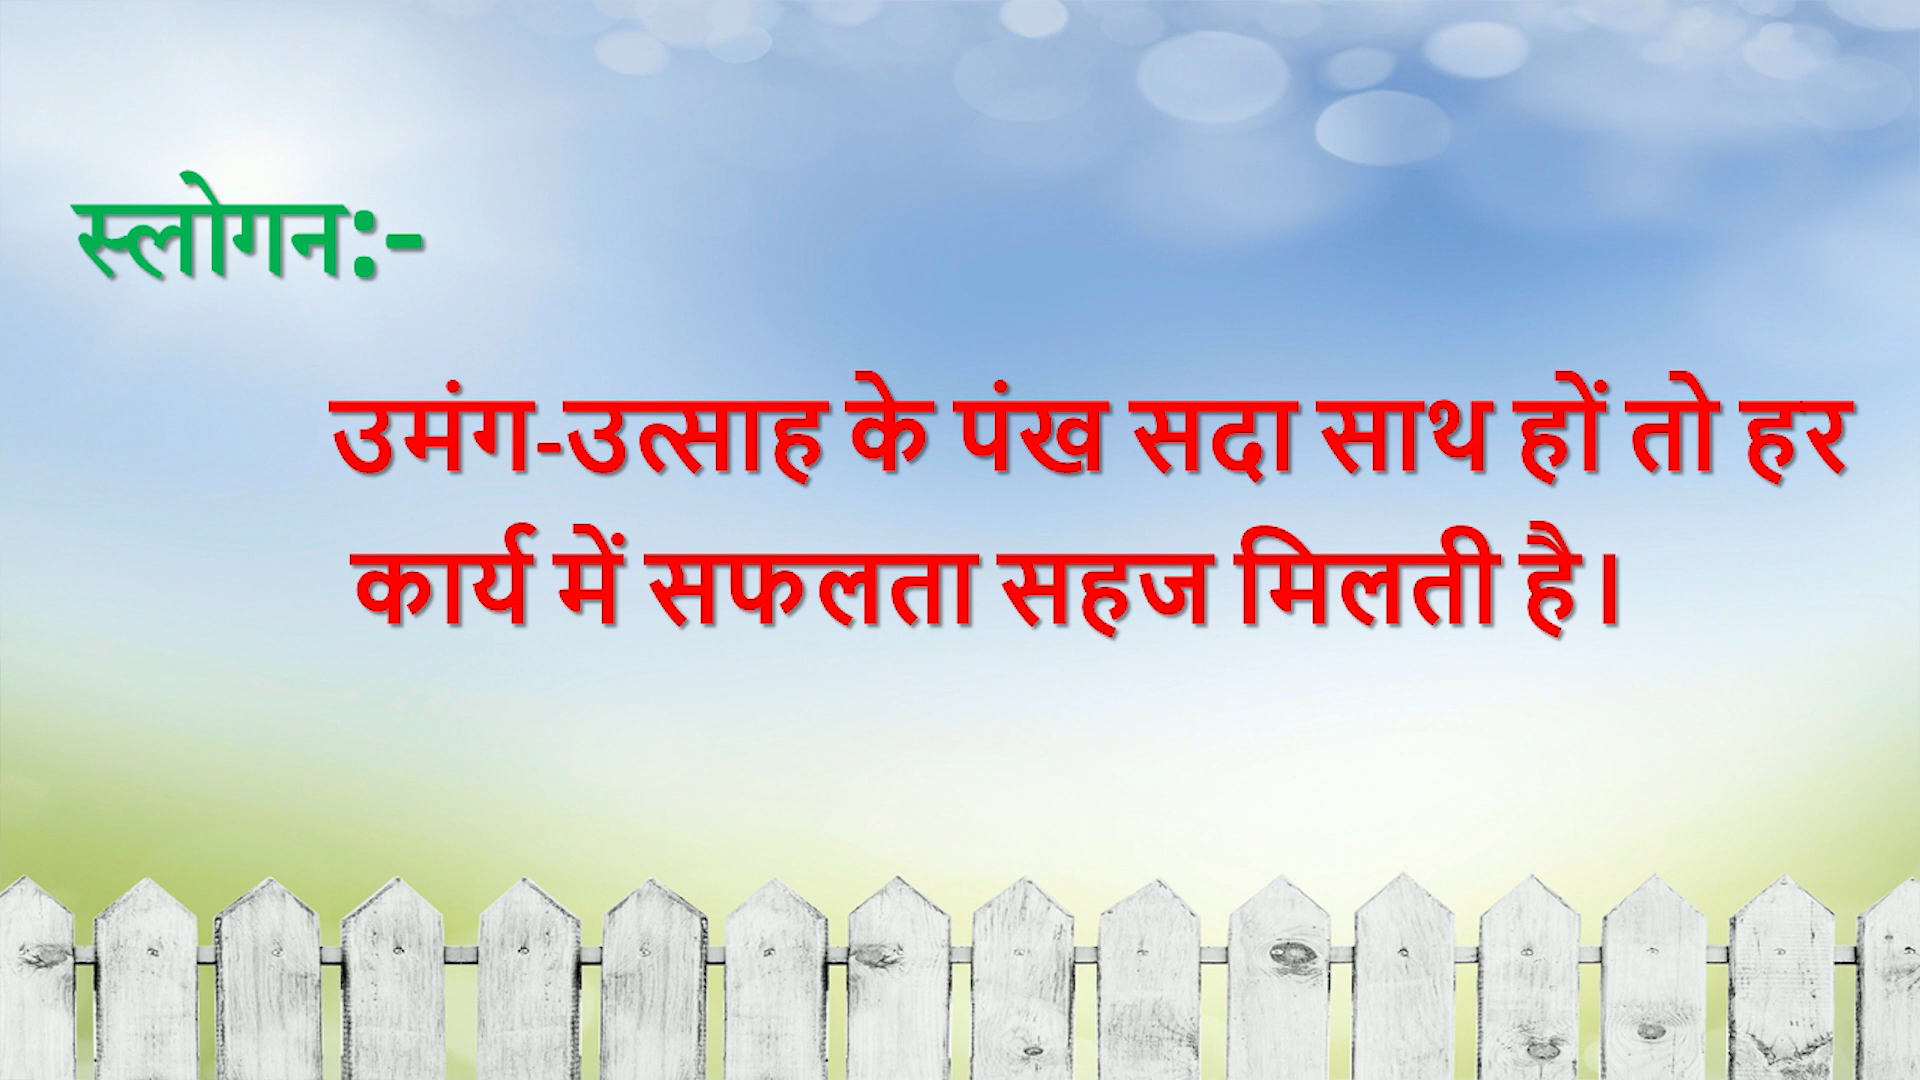 स्लोगन:-
उमंग-उत्साह के पंख सदा साथ हों तो हर
कार्य में सफलता सहज मिलती है।